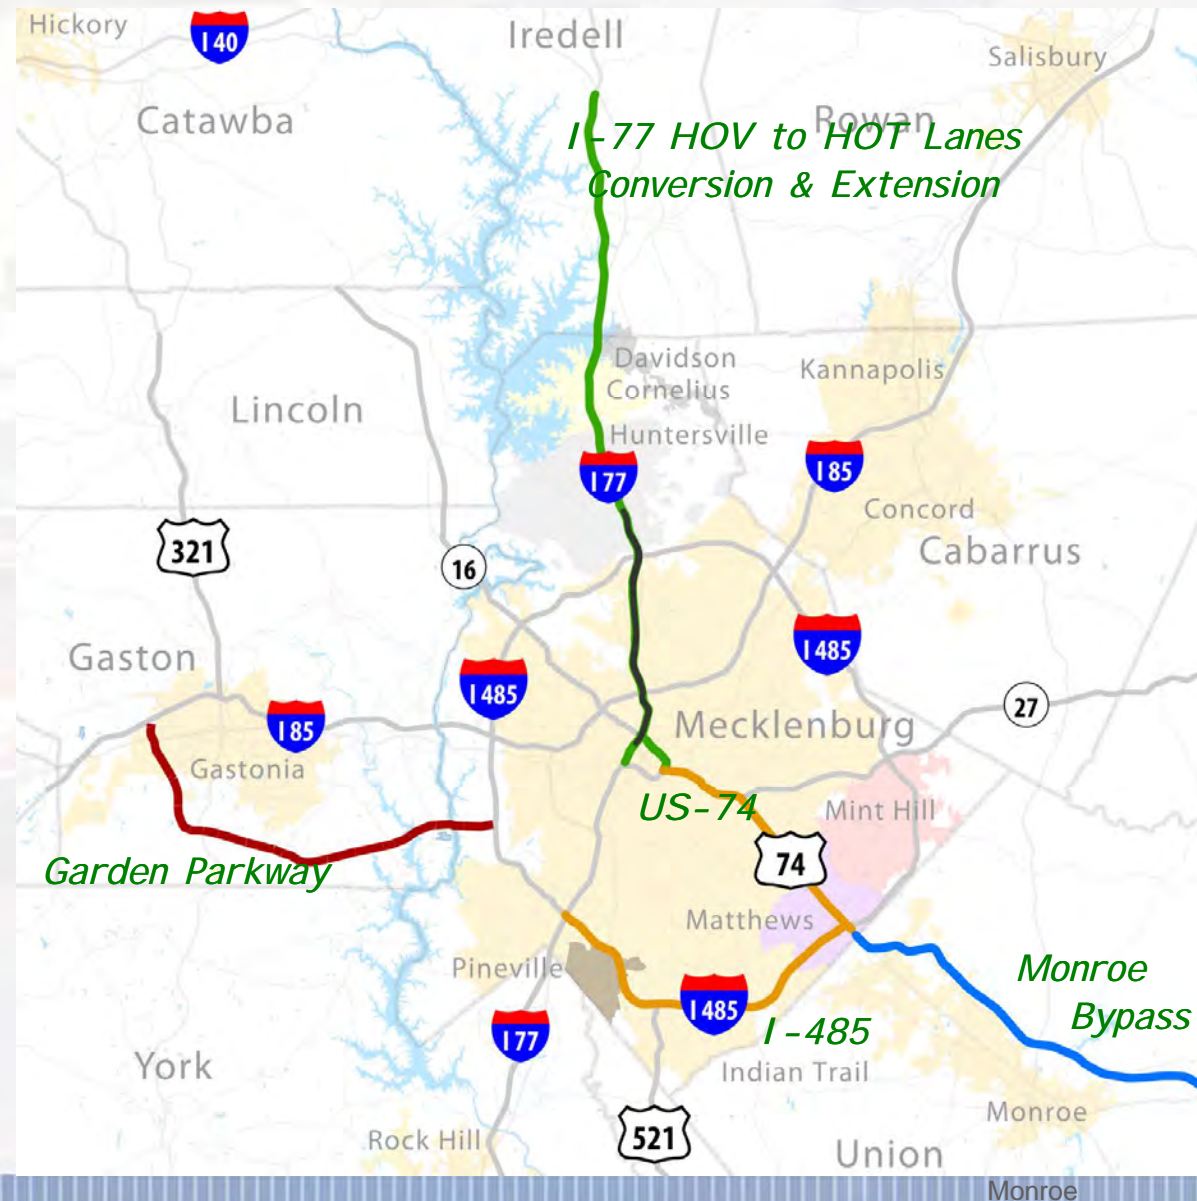 Hickory
I 40
Iredell
Salisbury
Catawba
Rowan
I-77 HOV to HOT Lanes
Conversion & Extension
Davidson
Cornelius
Kannapolis
Lincoln
Huntersville
I 77
I 85
Concord
321
16
Cabarrus
I 485
Gaston
I 485
27
I 85
Mecklenburg
Gastonia
US-74
Mint Hill
74
Garden Parkway
Matthews
Pineville
Monroe
Bypass
I 485
I 77
I-485
York
Indian Trail
Monroe
521
Rock Hill
Union
Monroe